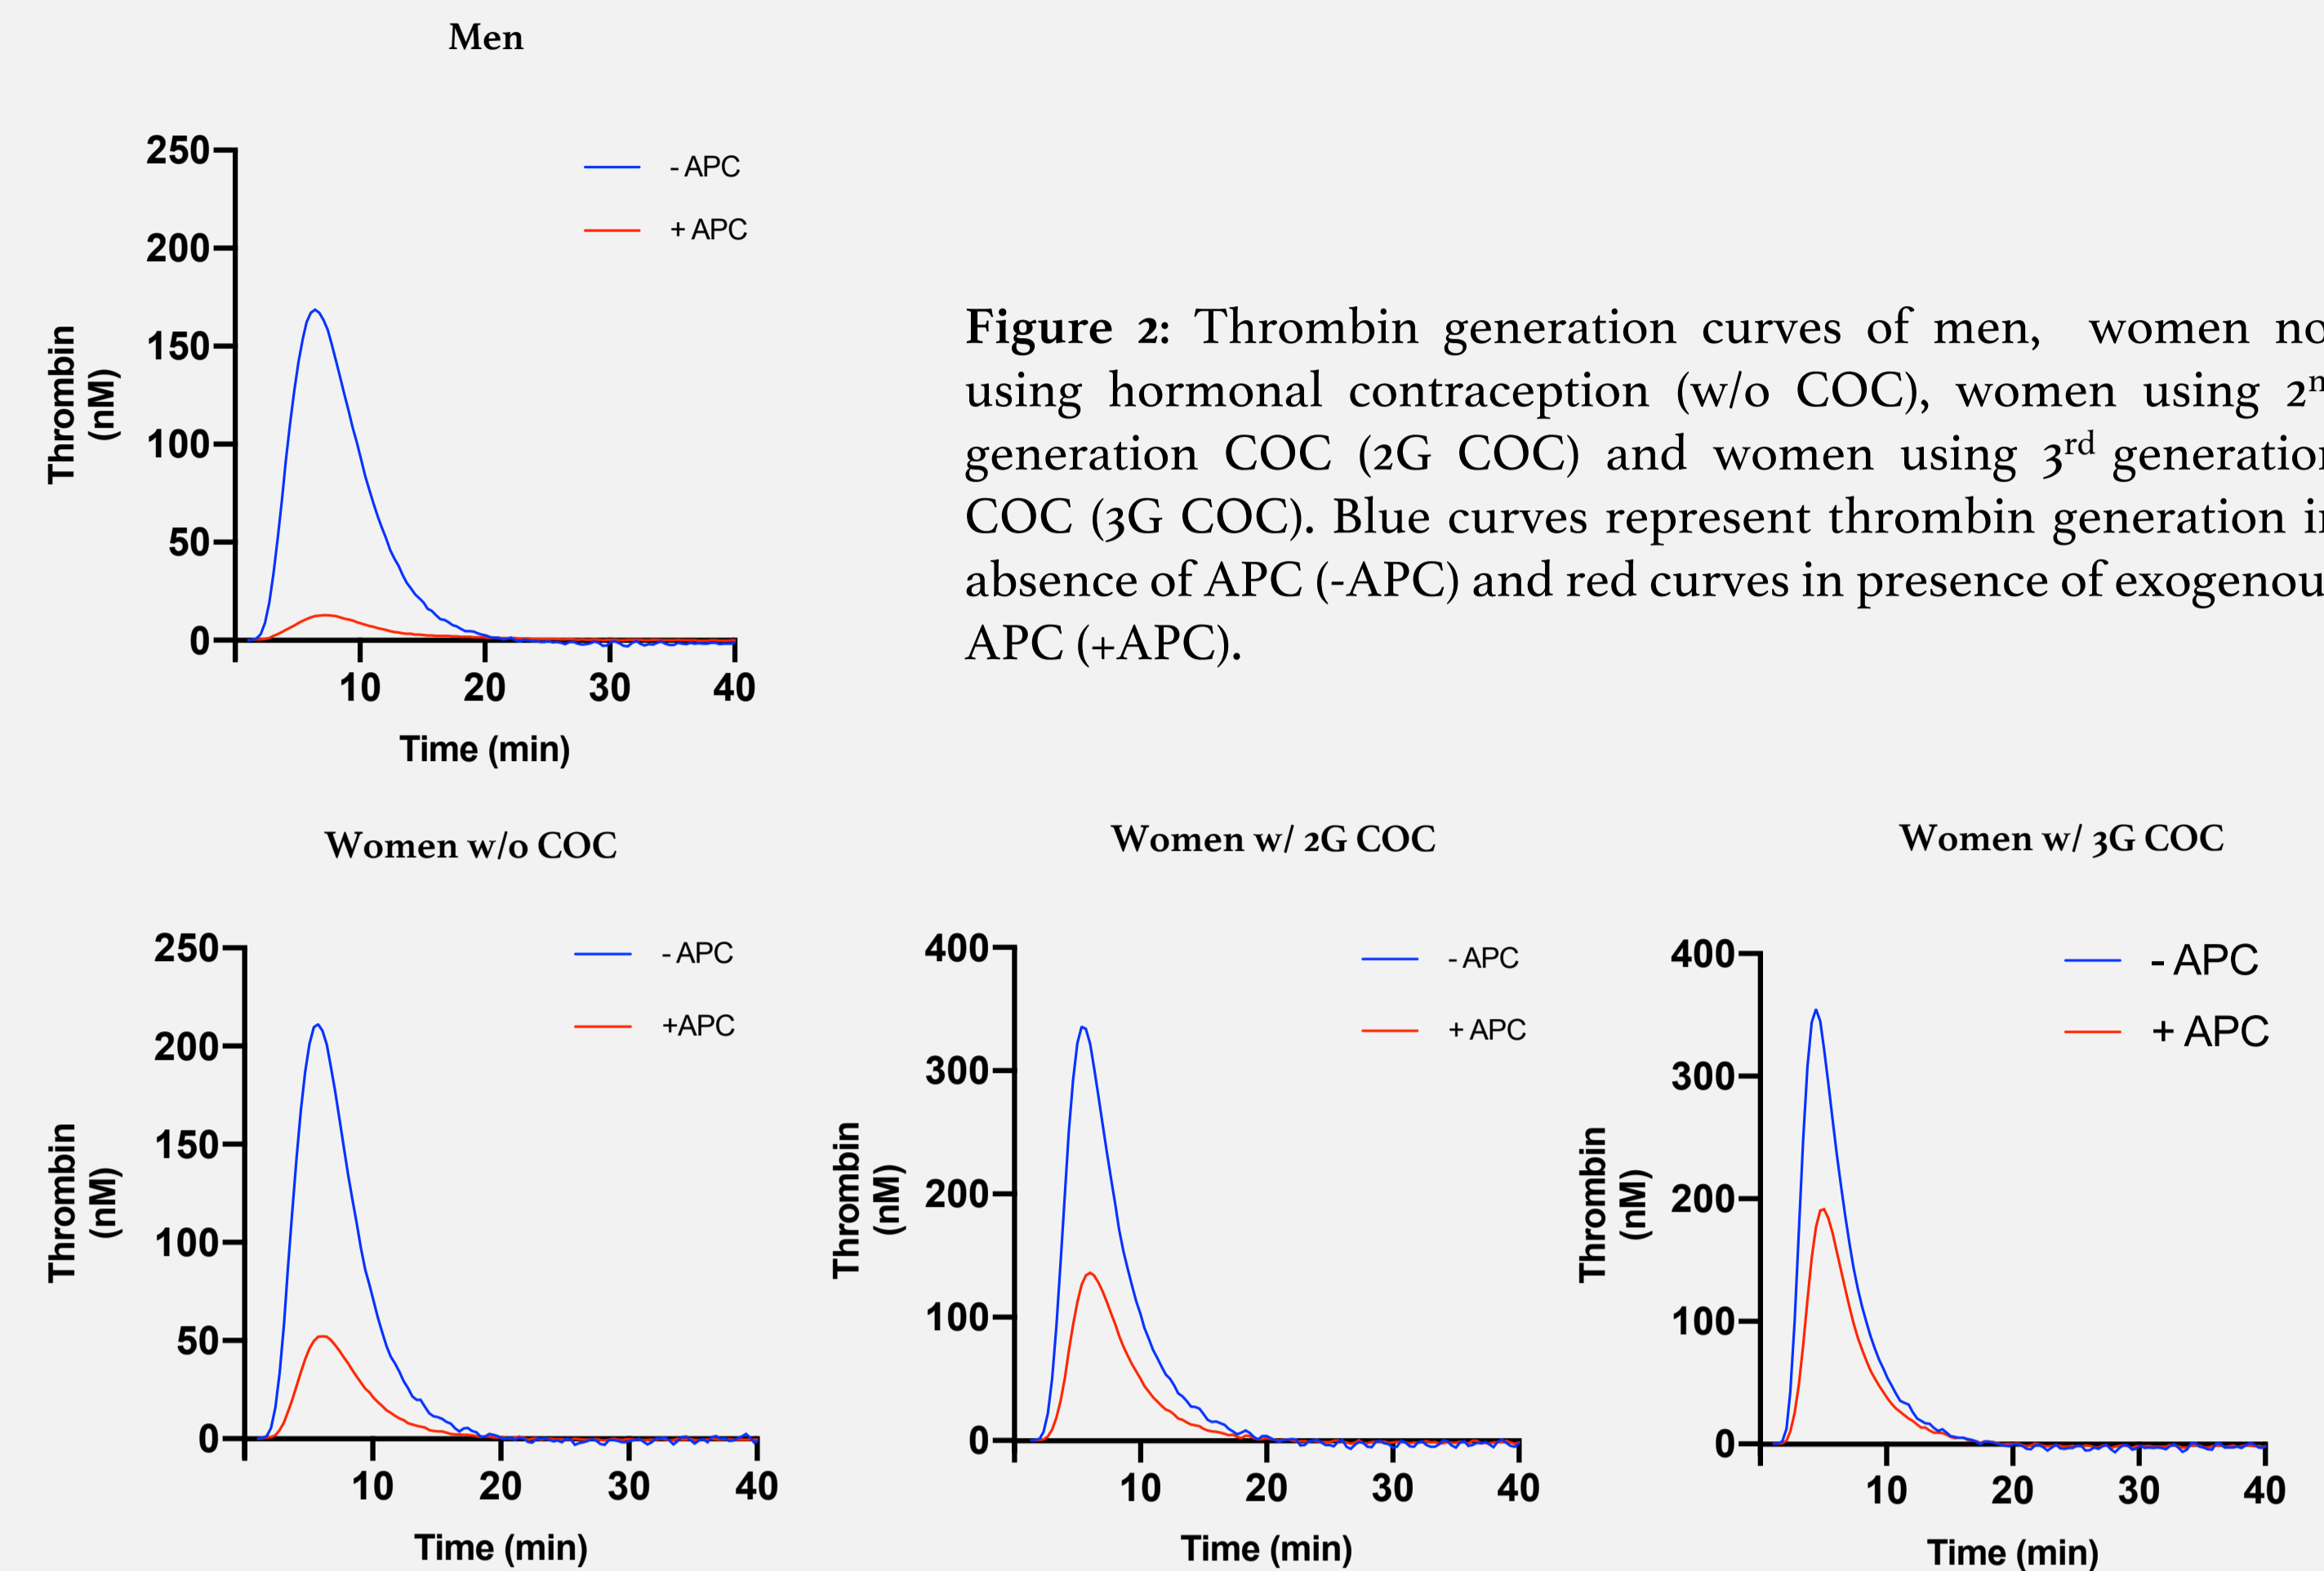 Men
250
200
150
100
50
0
Thrombin
(nM)
- APC
+ APC
10 20 30 40
Time (min)
Figure 2: Thrombin generation curves of men, women no
using hormonal contraception (w/o COC), women using 2n
generation COC (2G COC) and women using 3rd generation
COC (3G COC). Blue curves represent thrombin generation in
absence of APC (-APC) and red curves in presence of exogenou
APC (+APC).
Women w/o COC
250
200
150
100
50
0
Thrombin
(nM)
- APC
+APC
10 20 30 40
Time (min)
Women w/ 2G COC
400
300
200
100
0
Thrombin
(nM)
- APC
+ APC
10 20 30 40
Time (min)
Women w/ 3G COC
400
300
200
100
0
Thrombin
(nM)
- APC
+ APC
10 20 30 40
Time (min)